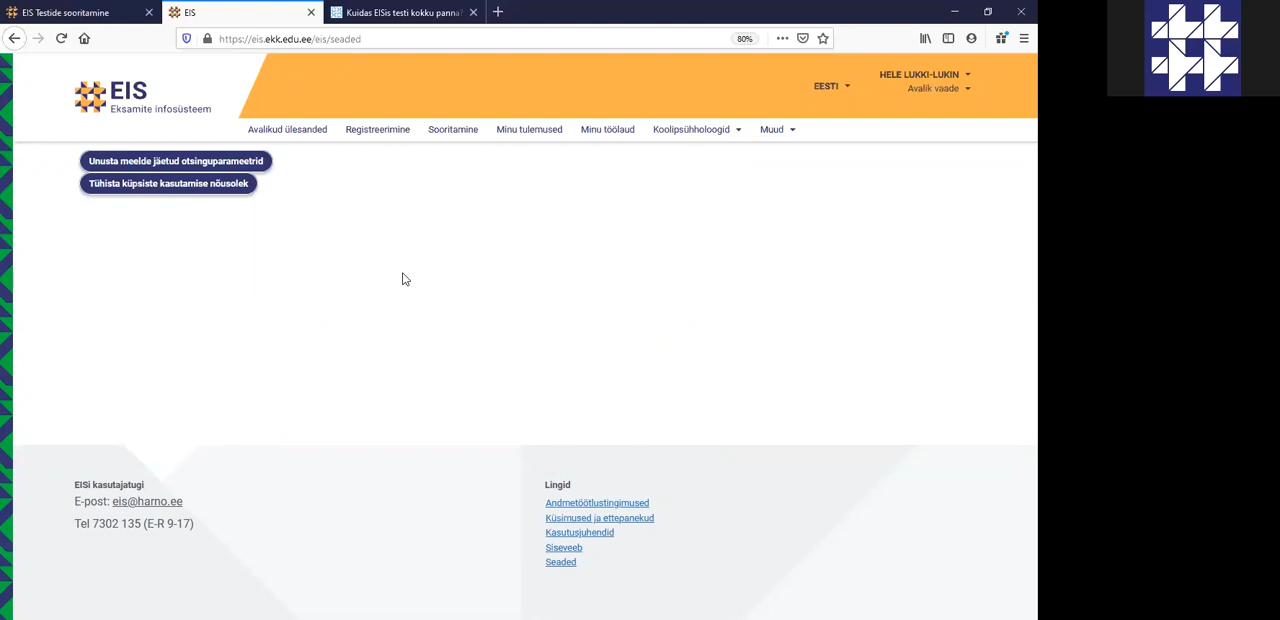 EIS Testide sooritamine
EIS
Kuidas EISis testi kokku panna?
https://eis.ekk.edu.ee/eis/seaded
80%
EIS
Eksamite infosüsteem
EESTI
HELE LUKKI-LUKIN
Avalik vaade
Avalikud ülesanded
Registreerimine
Sooritamine
Minu tulemused
Minu töölaud
Koolipsühholoogid
Muud
Unusta meelde jäetud otsinguparameetrid
Tühista küpsiste kasutamise nõusolek
EISi kasutajatugi
E-post: eis@harno.ee
Tel 7302 135 (E-R 9-17)
Lingid
Andmetöötlustingimused
Küsimused ja ettepanekud
Kasutusjuhendid
Siseveeb
Seaded